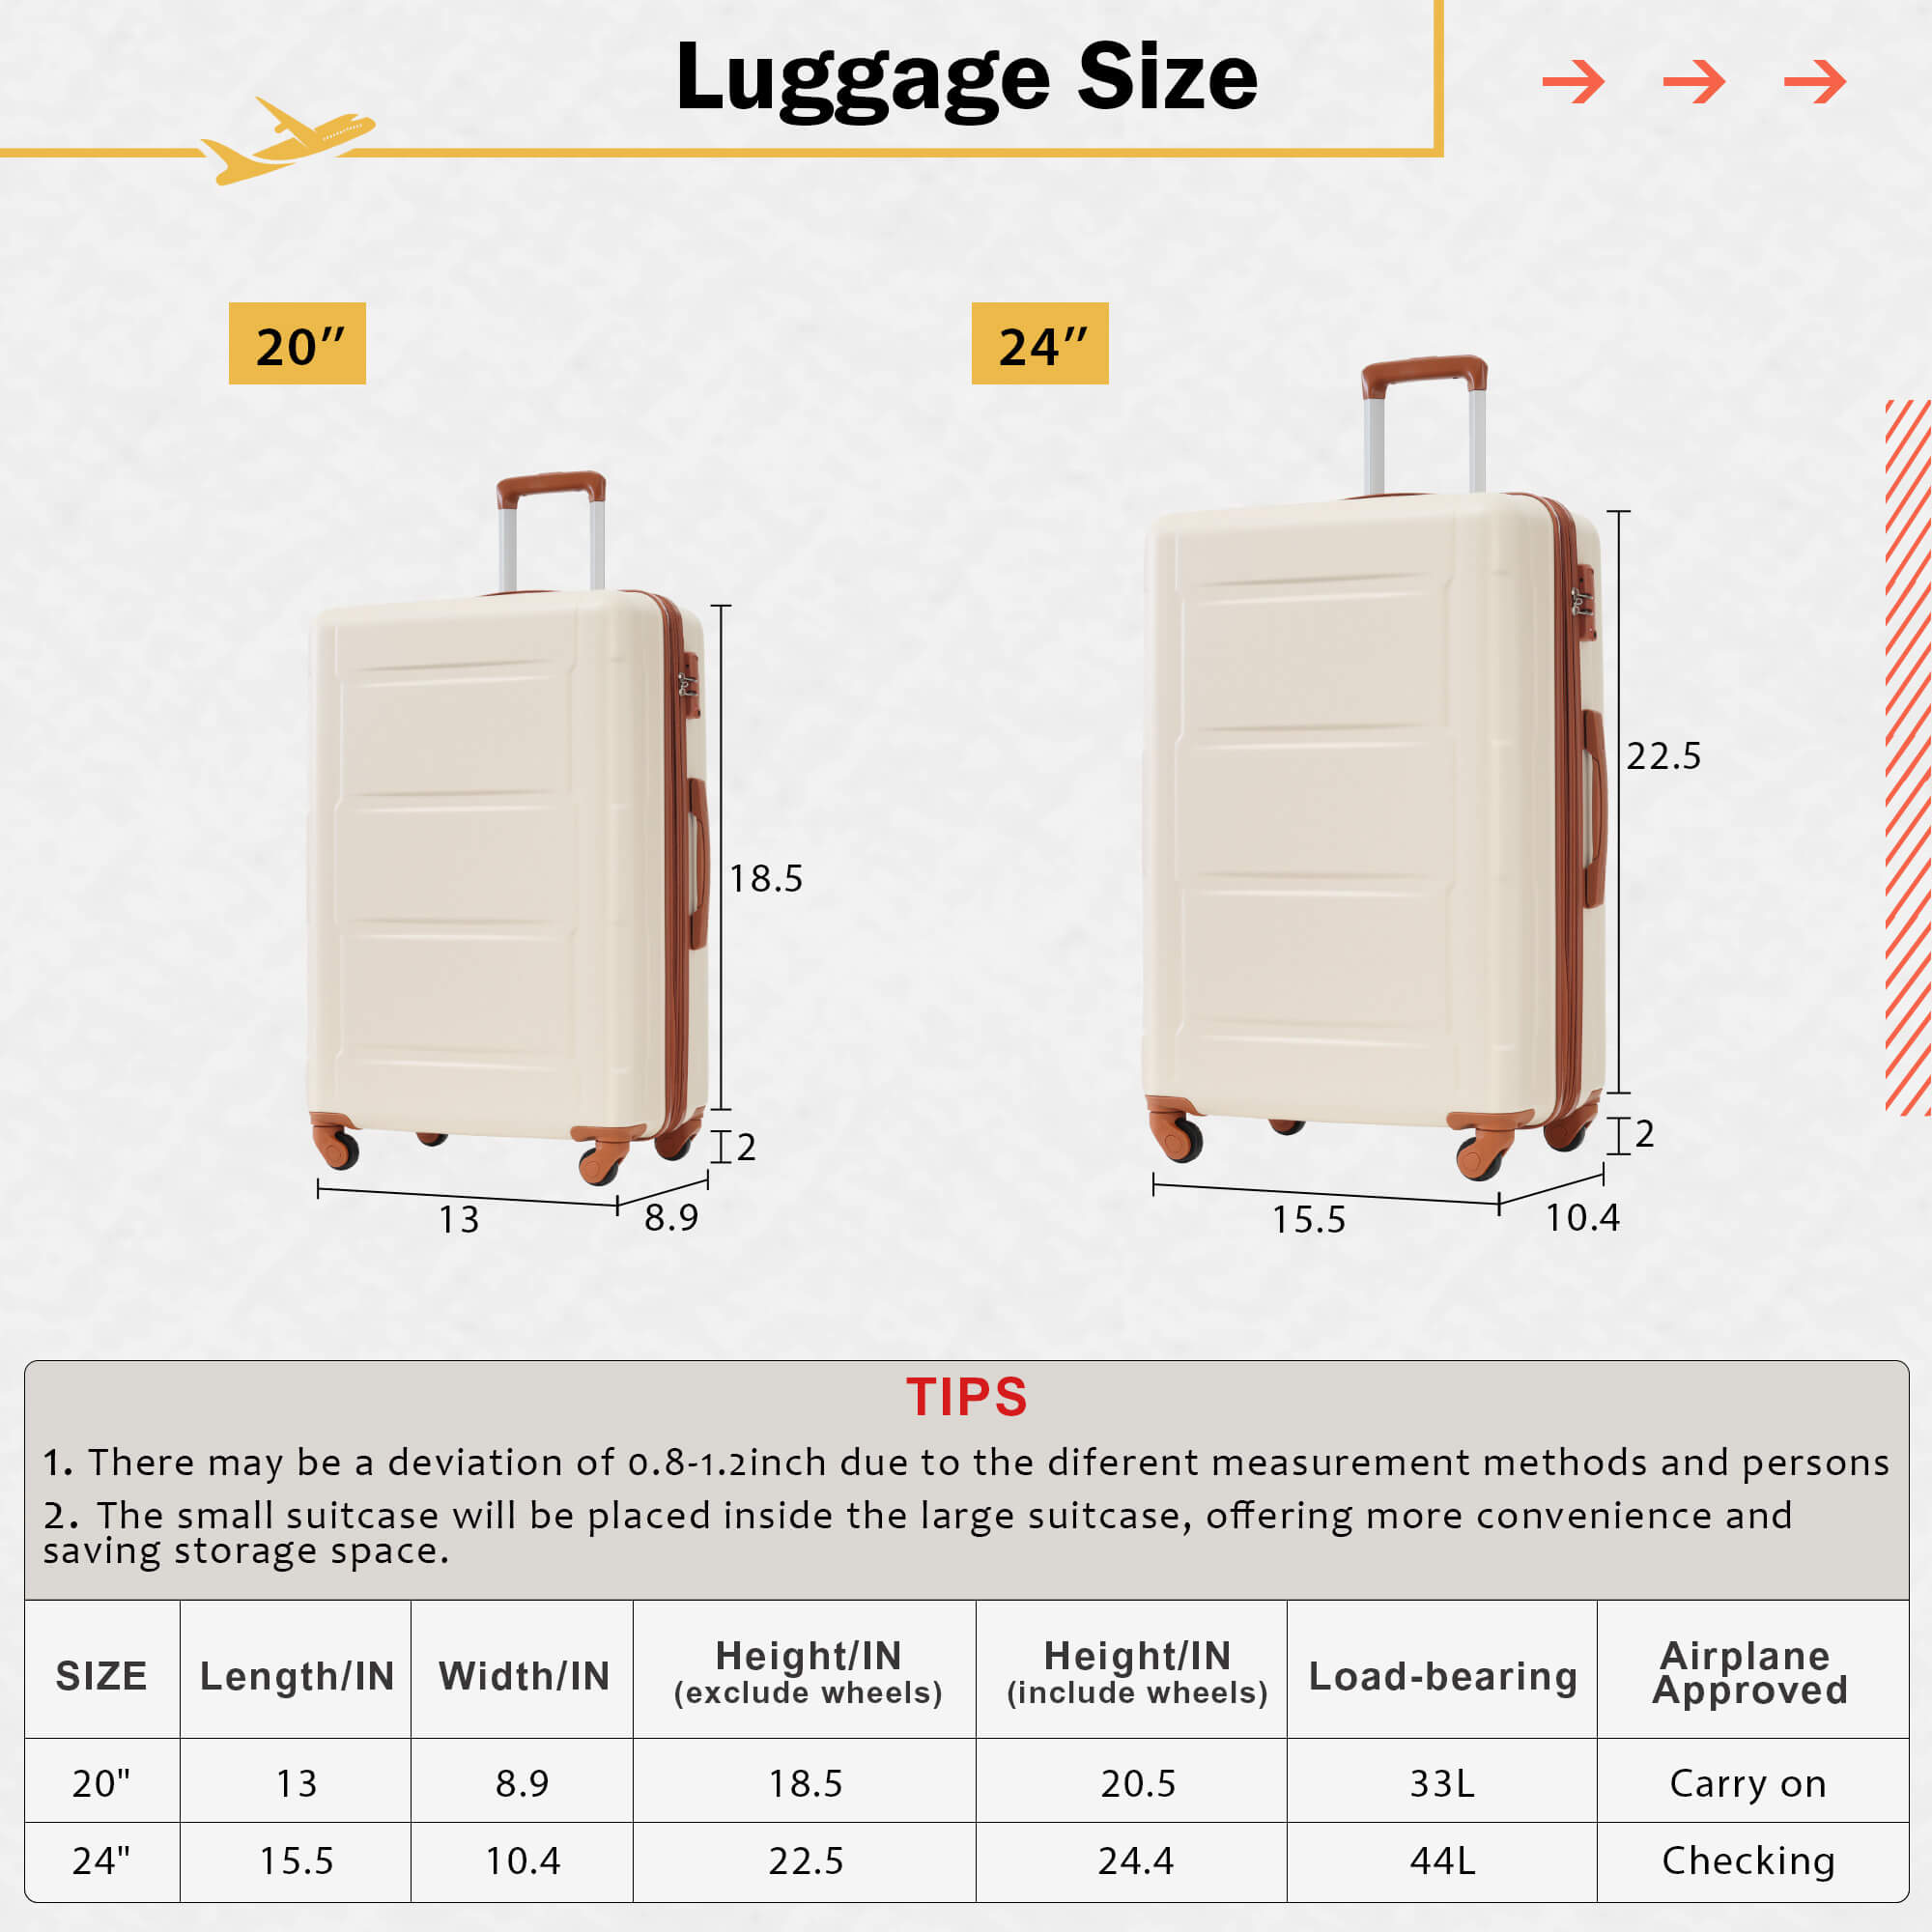 Luggage Size
20″
24″
18.5
2
13
8.9
22.5
2
15.5
10.4
TIPS
1. There may be a deviation of 0.8-1.2inch due to the diferent measurement methods and persons
2. The small suitcase will be placed inside the large suitcase, offering more convenience and
saving storage space.
SIZE Length/IN Width/IN Height/IN (exclude wheels) Height/IN (include wheels) Load-bearing Airplane Approved
20" 13 8.9 18.5 20.5 33L Carry on
24" 15.5 10.4 22.5 24.4 44L Checking